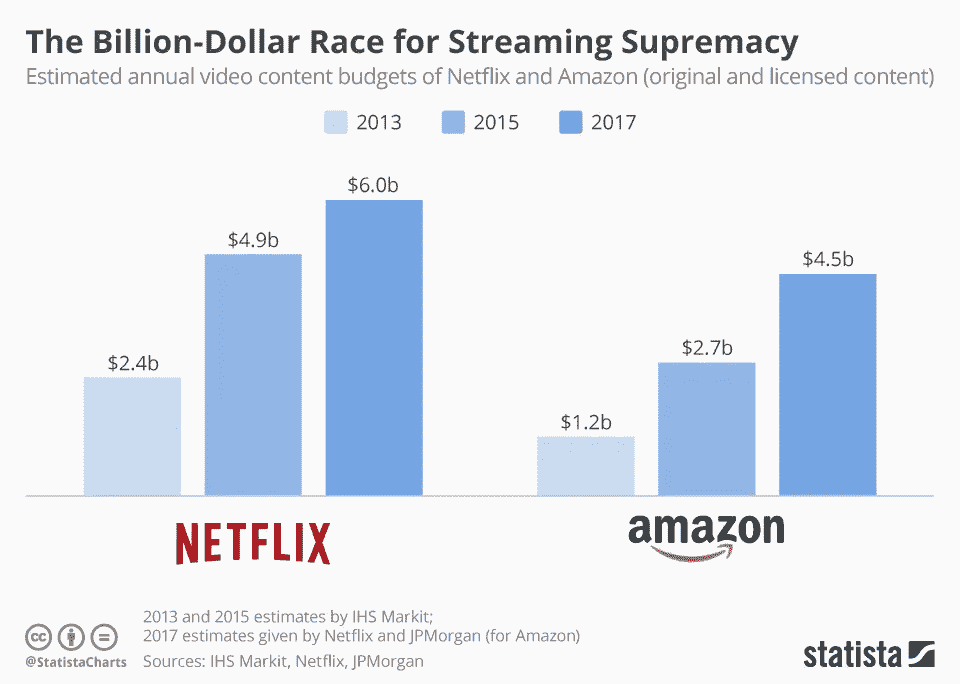 The Billion-Dollar Race for Streaming Supremacy
Estimated annual video content budgets of Netflix and Amazon (original and licensed content)
2013 2015 2017
$6.0b
$4.9b
$4.5b
$2.7b
$2.4b
$1.2b
NETFLIX
amazon
2013 and 2015 estimates by IHS Markit;
2017 estimates given by Netflix and JPMorgan (for Amazon)
cc
@StatistaCharts
Sources: IHS Markit, Netflix, JPMorgan
statista